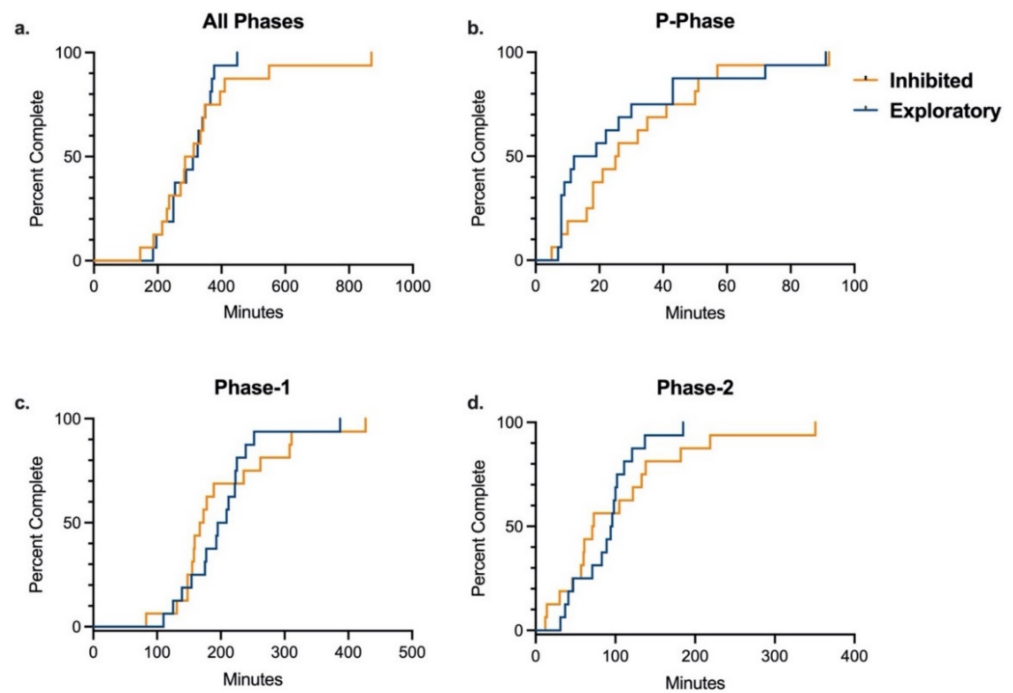 a.
All Phases
100
50
0
Percent Complete
0 200 400 600 800 1000
Minutes
b.
P-Phase
100
50
0
Percent Complete
0 20 40 60 80 100
Minutes
Inhibited
Exploratory
c.
Phase-1
100
50
0
Percent Complete
0 100 200 300 400 500
Minutes
d.
Phase-2
100
50
0
Percent Complete
0 100 200 300 400
Minutes